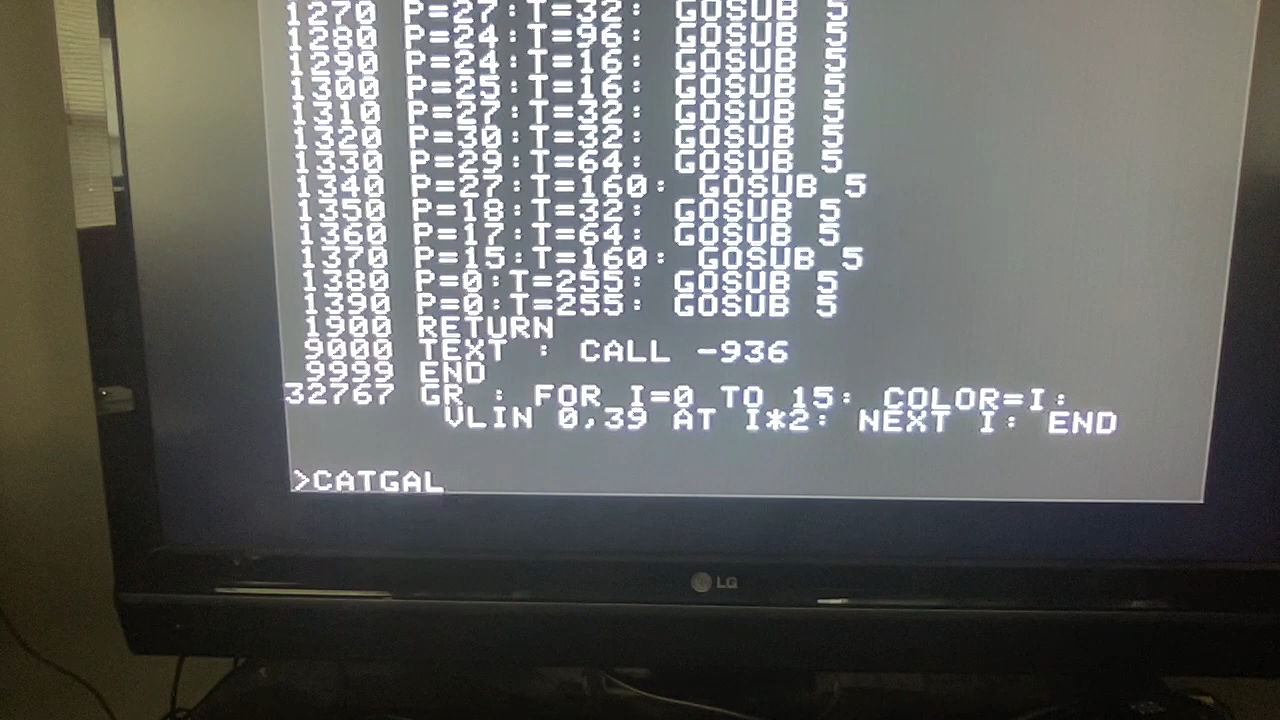 1270 P=27:T=32: GOSUB 5
1280 P=24:T=96: GOSUB 5
1290 P=24:T=16: GOSUB 5
1300 P=25:T=16: GOSUB 5
1310 P=27:T=32: GOSUB 5
1320 P=30:T=32: GOSUB 5
1330 P=29:T=64: GOSUB 5
1340 P=27:T=160: GOSUB 5
1350 P=18:T=32: GOSUB 5
1360 P=17:T=64: GOSUB 5
1370 P=15:T=160: GOSUB 5
1380 P=0:T=255: GOSUB 5
1390 P=0:T=255: GOSUB 5
1900 RETURN
9000 TEXT : CALL -936
9999 END
32767 GR : FOR I=0 TO 15: COLOR=I:
VLIN 0,39 AT I*2: NEXT I: END
>CATGAL
LG